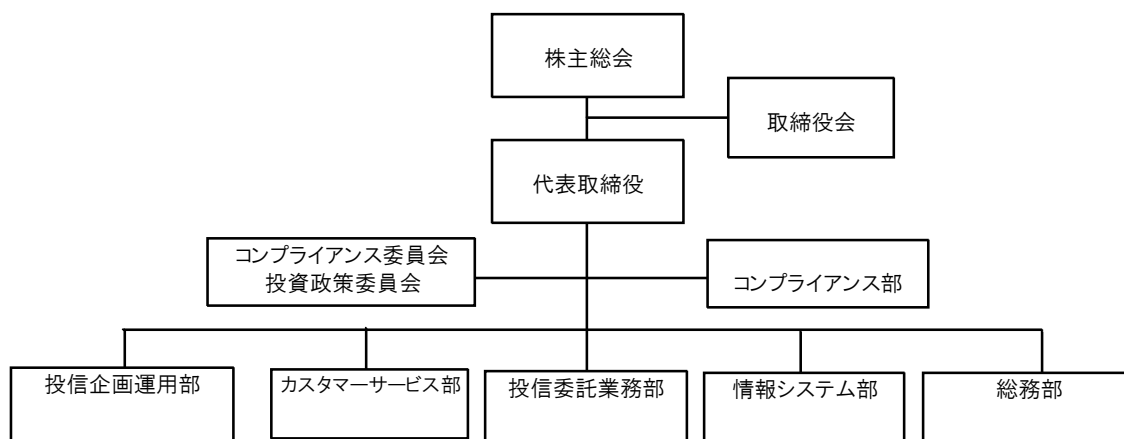 株主総会
取締役会
代表取締役
コンプライアンス委員会
投資政策委員会
コンプライアンス部
投信企画運用部
カスタマーサービス部
投信委託業務部
情報システム部
総務部